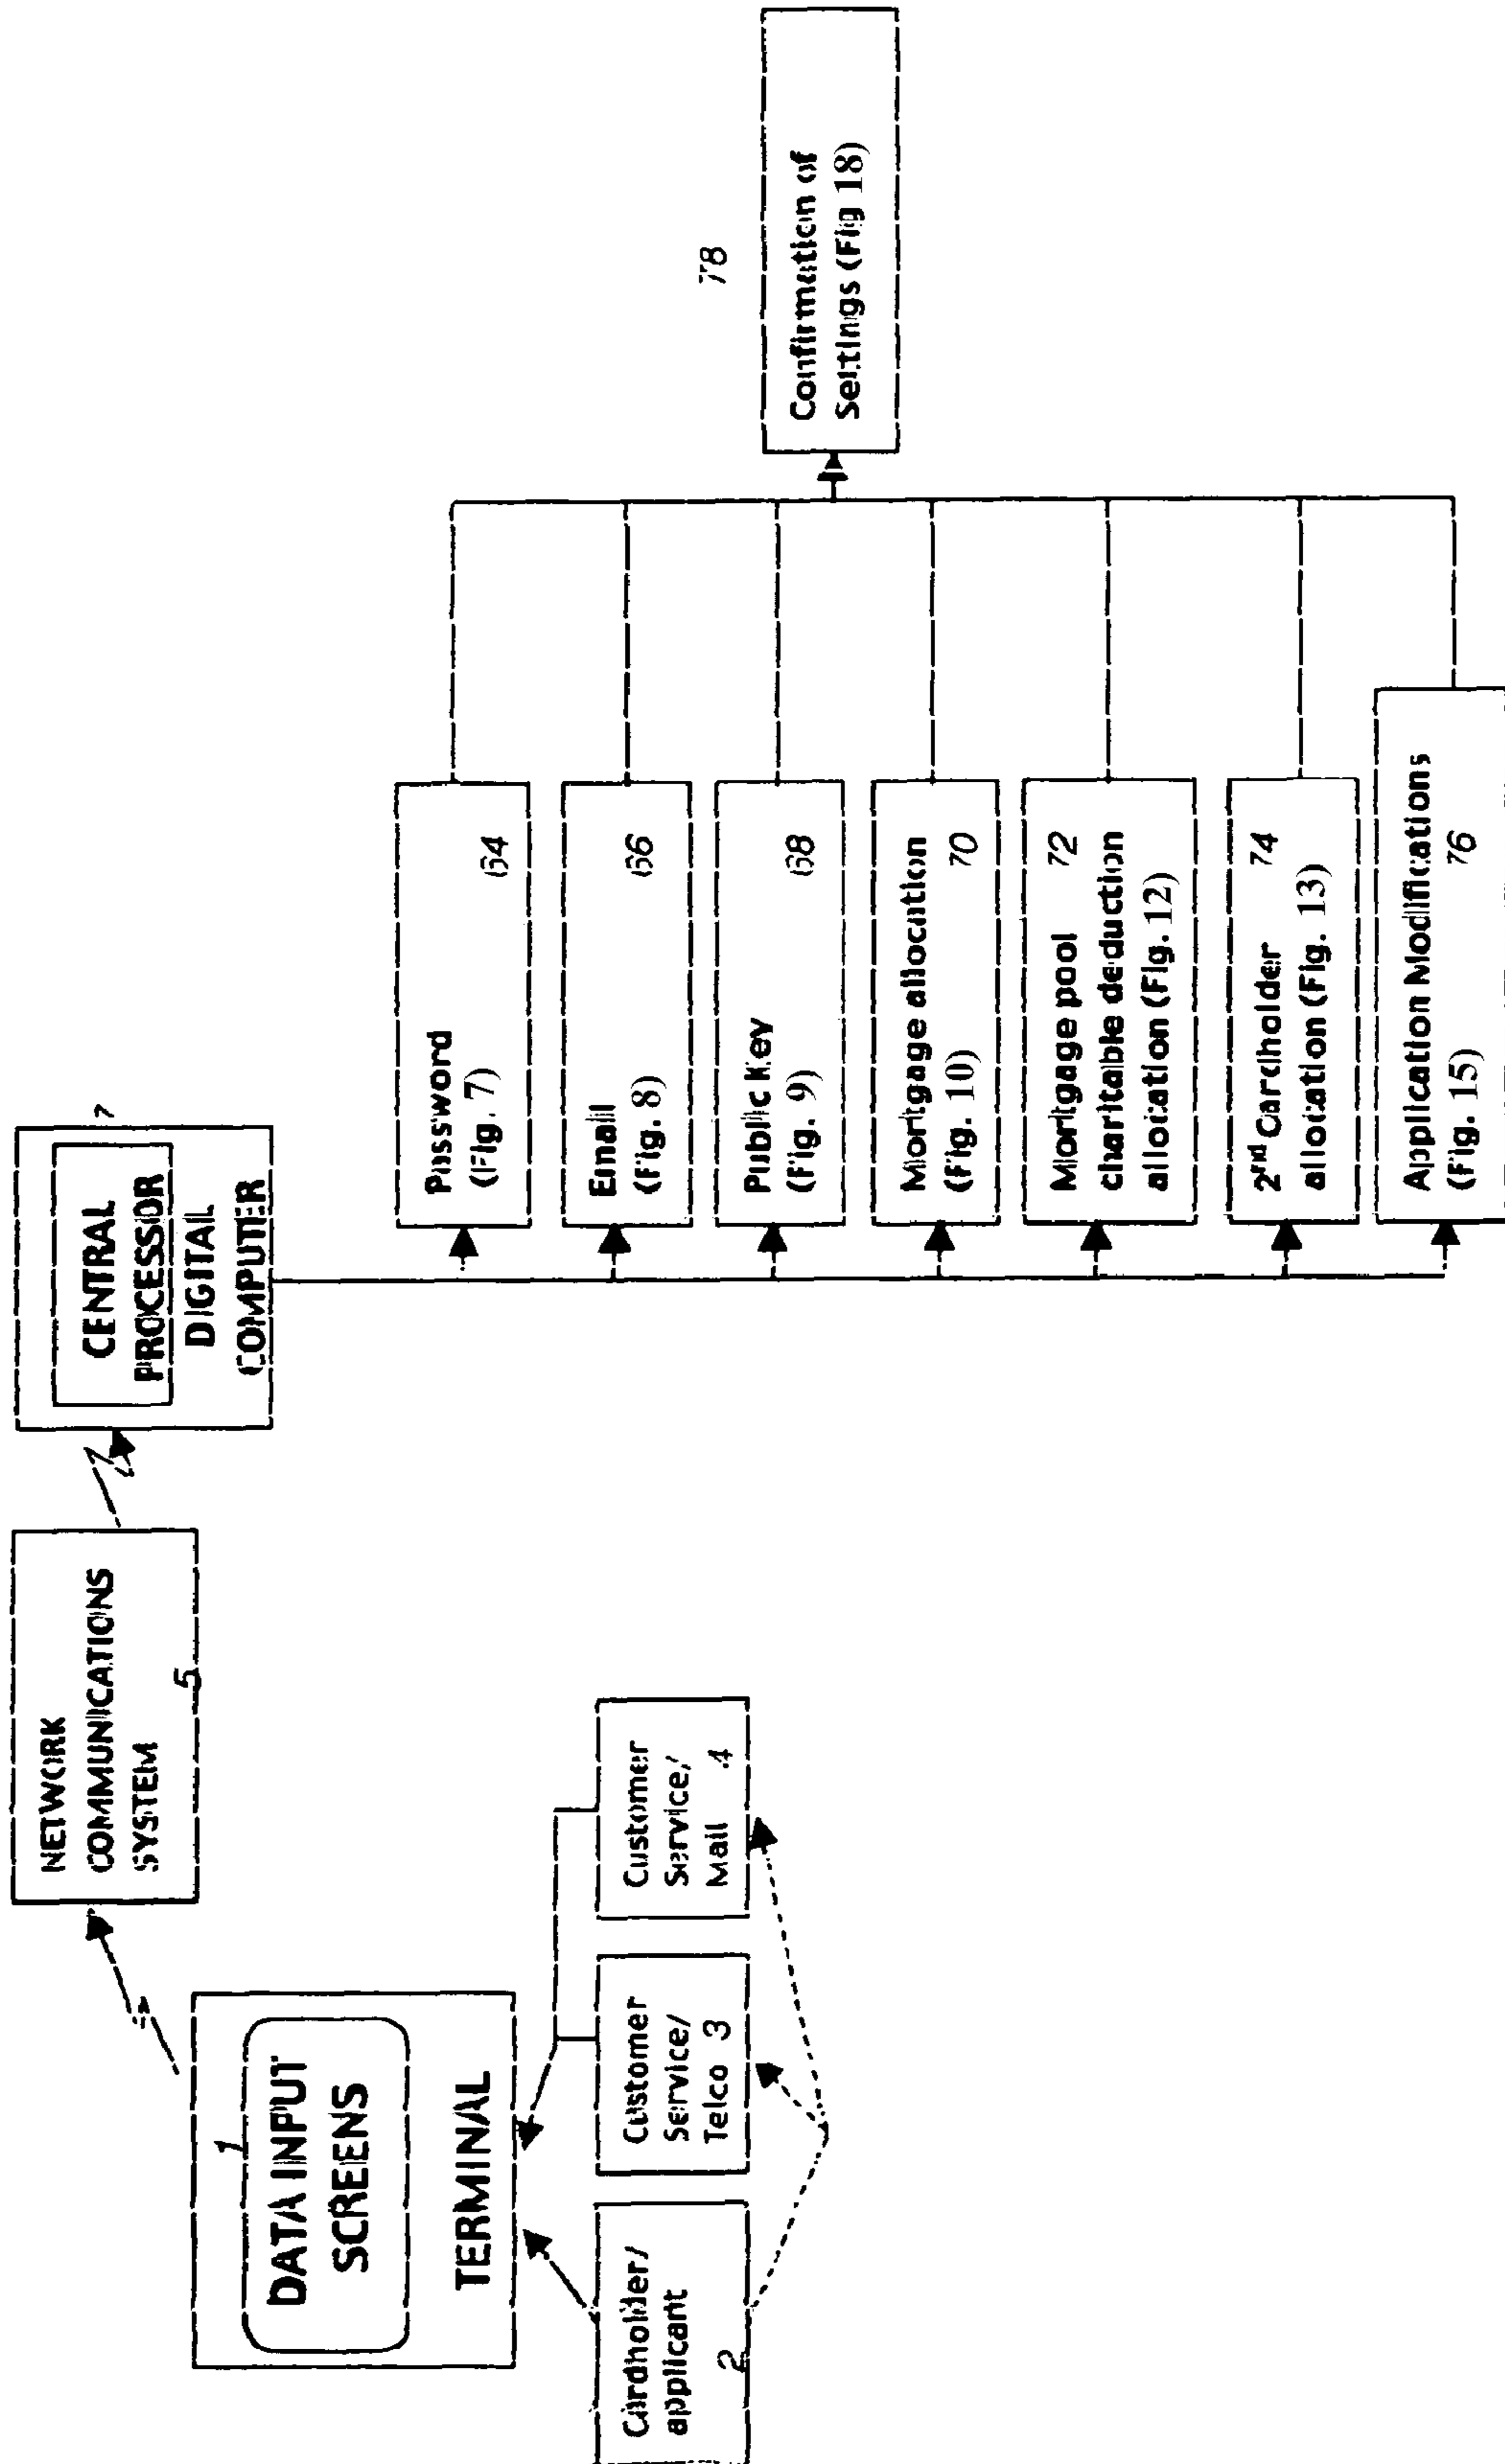 NETWORK
COMMUNICATIONS
SYSTEM
5
CENTRAL
PROCESSOR
DIGITAL
COMPUTER
1
DATA INPUT
SCREENS
TERMINAL
Cardholder/
applicant
2
Customer
Service/
Telco 3
Customer
Service/
Mail 4
Password
(Fig. 7)
64
Email
(Fig. 8)
66
Public Key
(Fig. 9)
68
Mortgage allocation
(Fig. 10)
70
Mortgage pool 72
charitable deduction
allocation (Fig. 12)
2nd Cardholder 74
allocation (Fig. 13)
Application Modifications
(Fig. 15)
76
78
Confirmation of
Settings (Fig 18)